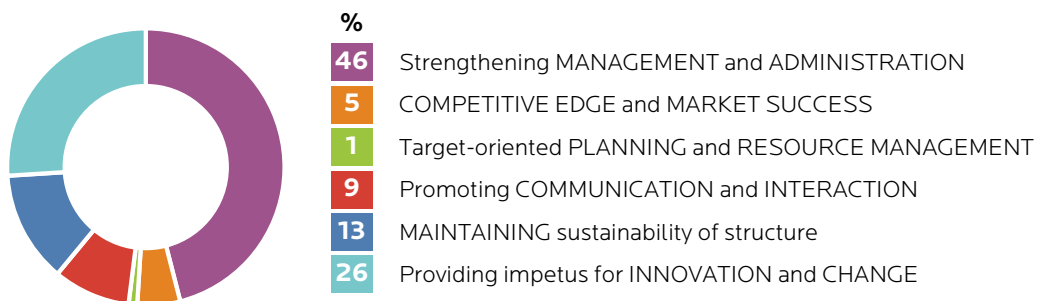 %
46 Strengthening MANAGEMENT and ADMINISTRATION
5 COMPETITIVE EDGE and MARKET SUCCESS
1 Target-oriented PLANNING and RESOURCE MANAGEMENT
9 Promoting COMMUNICATION and INTERACTION
13 MAINTAINING sustainability of structure
26 Providing impetus for INNOVATION and CHANGE